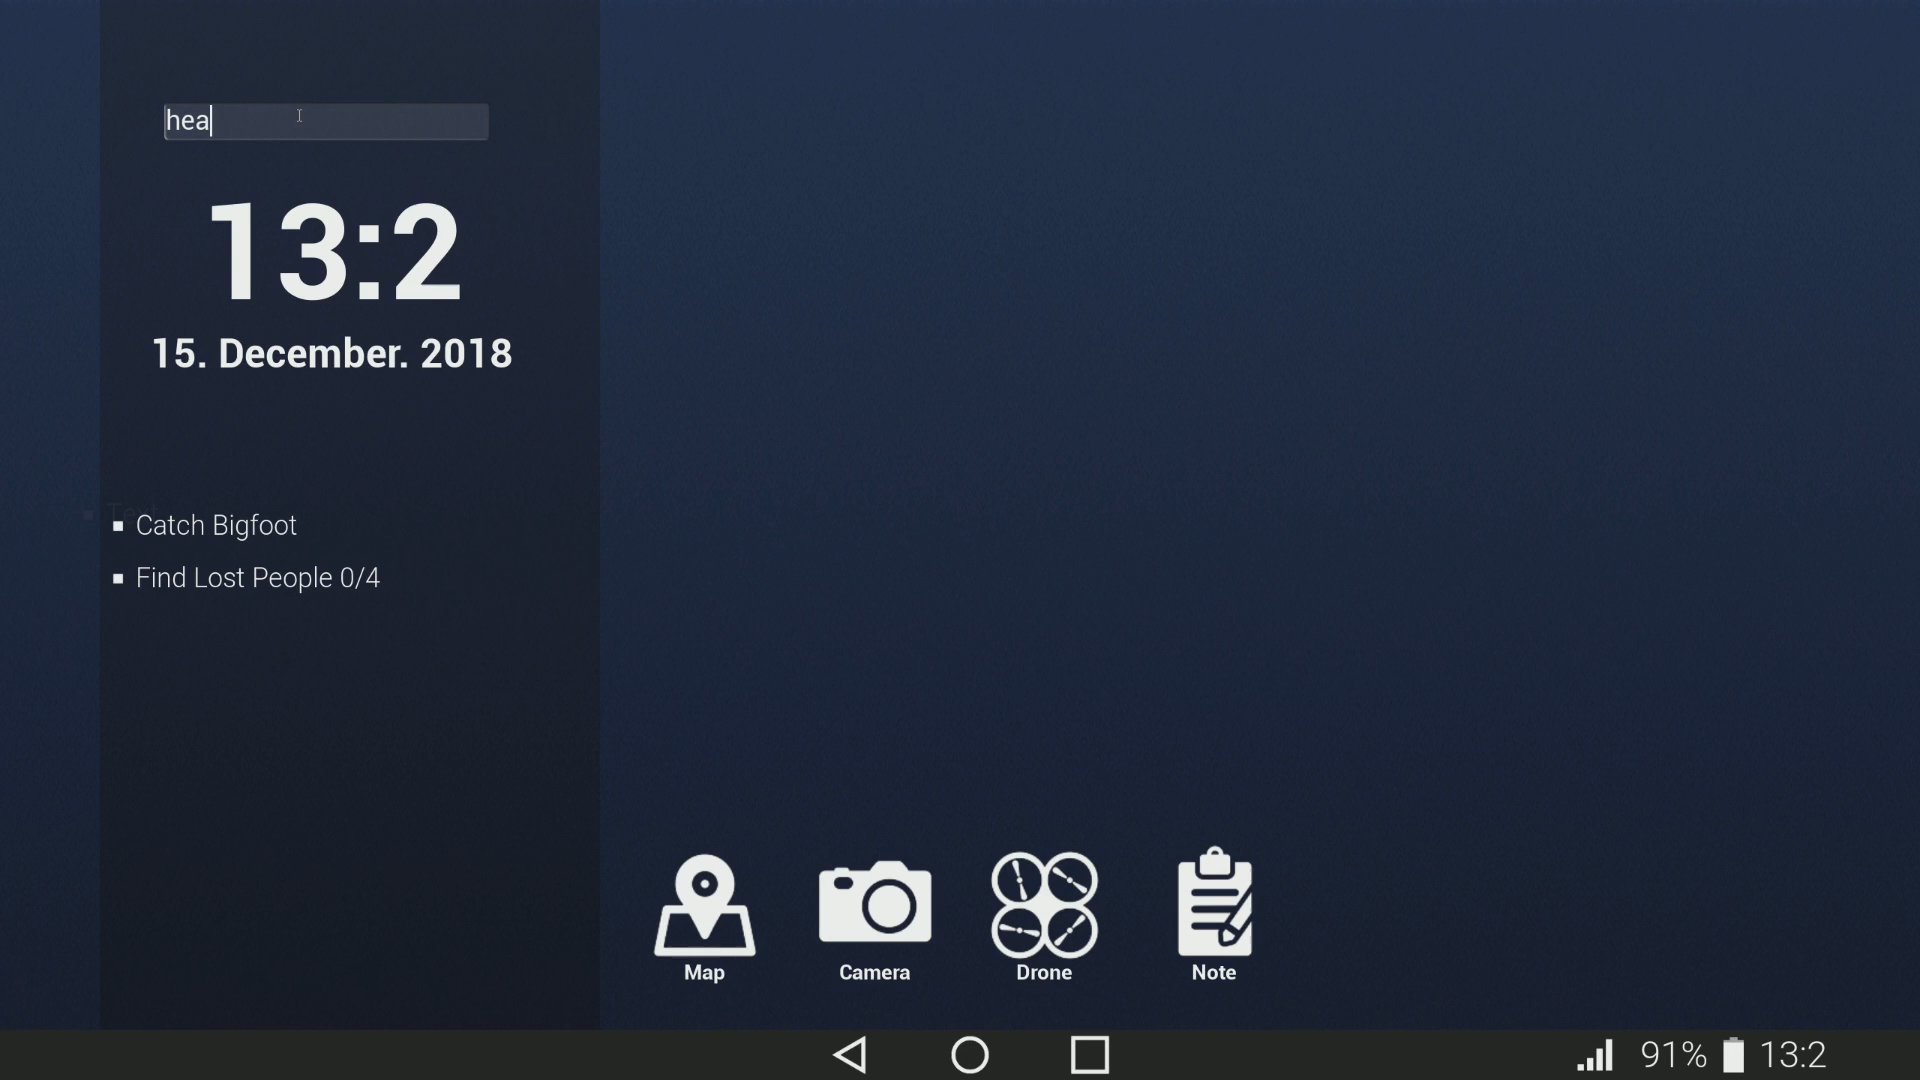 hea
13:2
15. December. 2018
Text
Catch Bigfoot
Find Lost People 0/4
Map
Camera
Drone
Note
91% 13:2